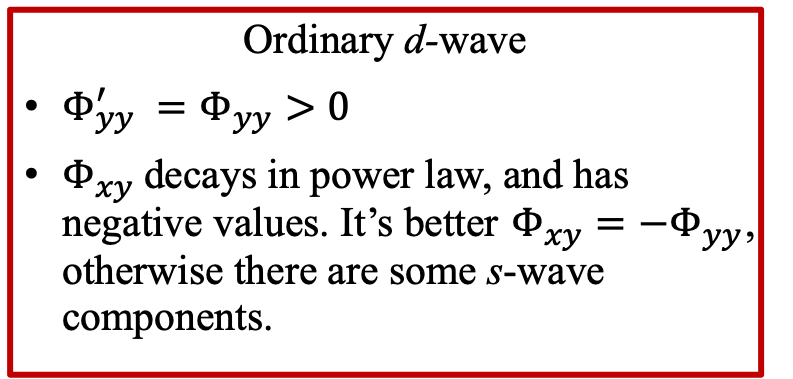 Ordinary d-wave
• Φ′yy = Φyy > 0
• Φxy decays in power law, and has
negative values. It’s better Φxy = −Φyy,
otherwise there are some s-wave
components.